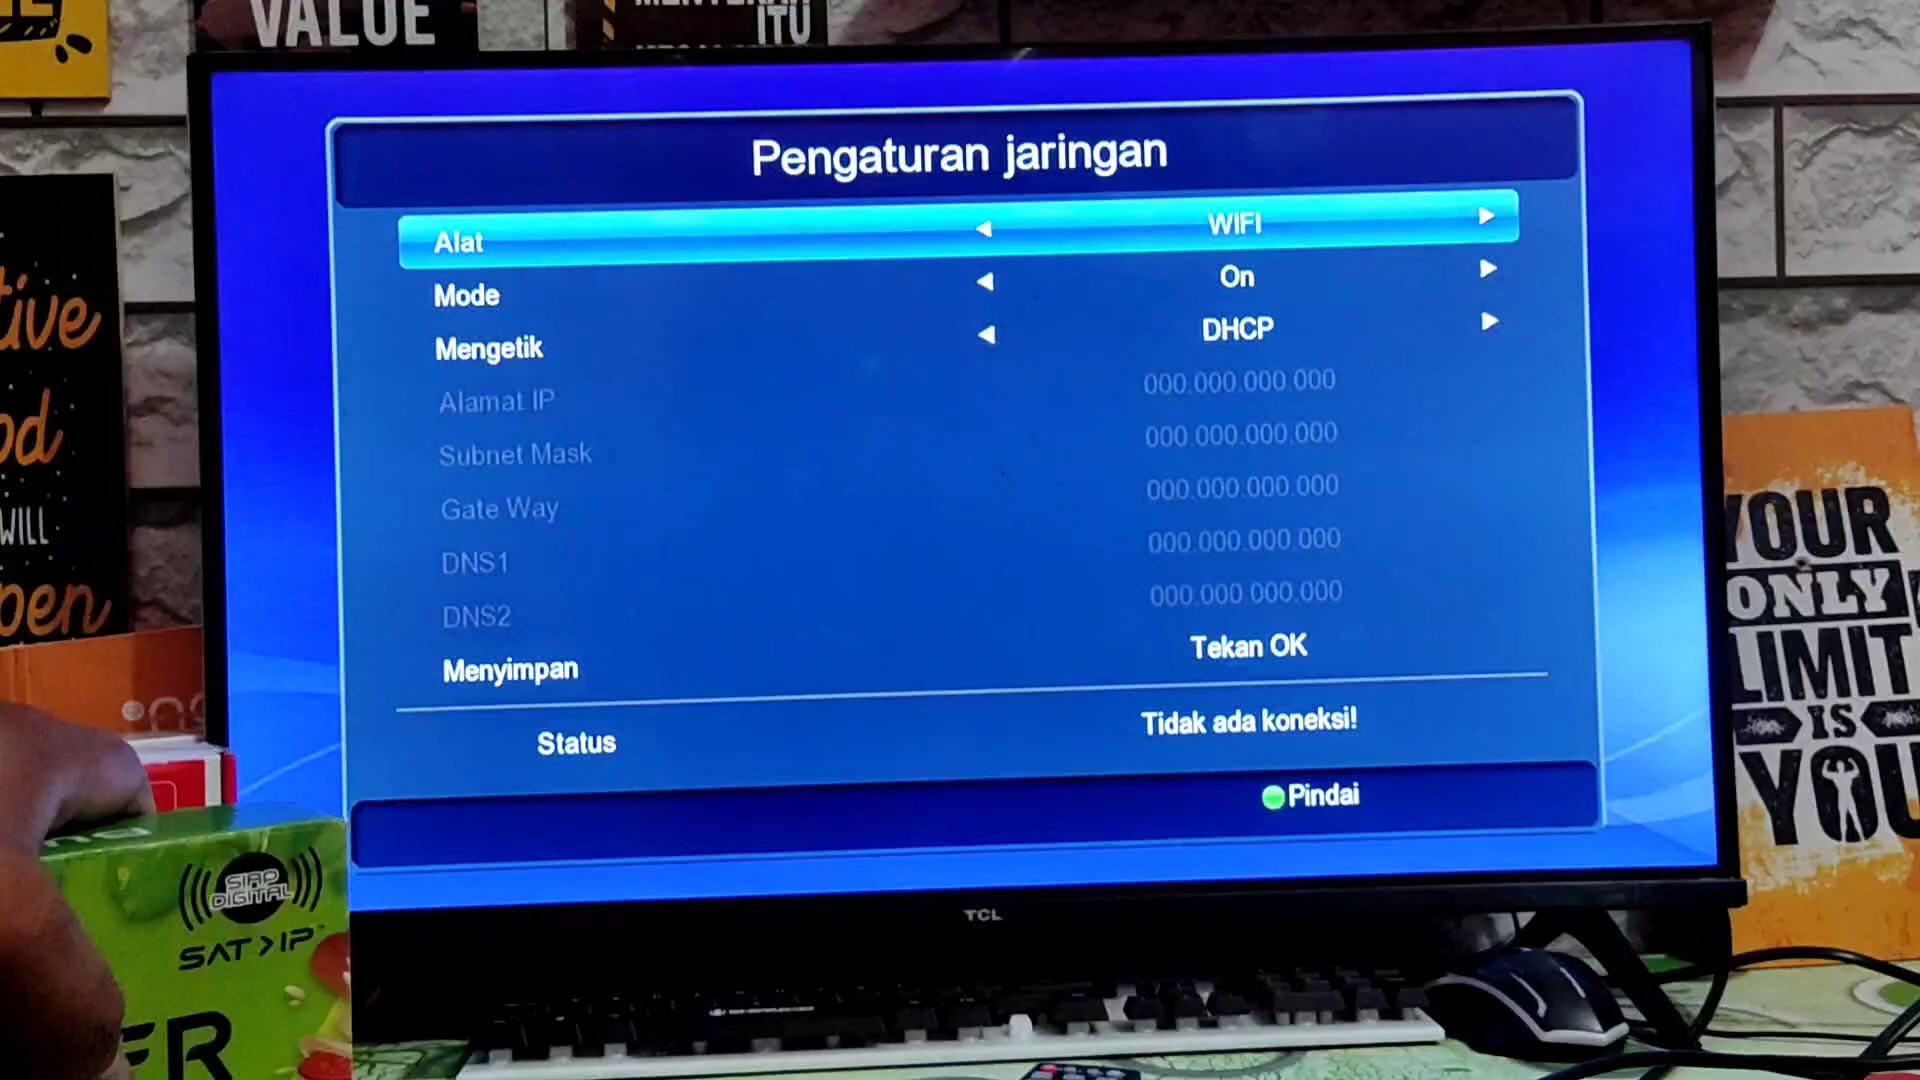 VALUE
ITU
Pengaturan jaringan
Alat WIFI
Mode On
Mengetik DHCP
Alamat IP 000.000.000.000
Subnet Mask 000.000.000.000
Gate Way 000.000.000.000
DNS1 000.000.000.000
DNS2 000.000.000.000
Menyimpan Tekan OK
Status Tidak ada koneksi!
Pindai
TCL
WILL
SIAP
DIGITAL
SAT>IP
YOUR
ONLY
LIMIT
IS
YOU